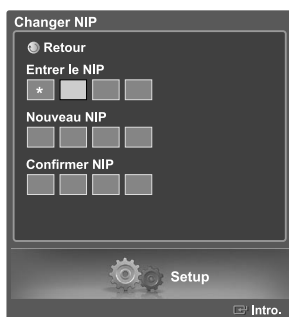 Changer NIP
Retour
Entrer le NIP
*
Nouveau NIP
Confirmer NIP
Setup
Intro.